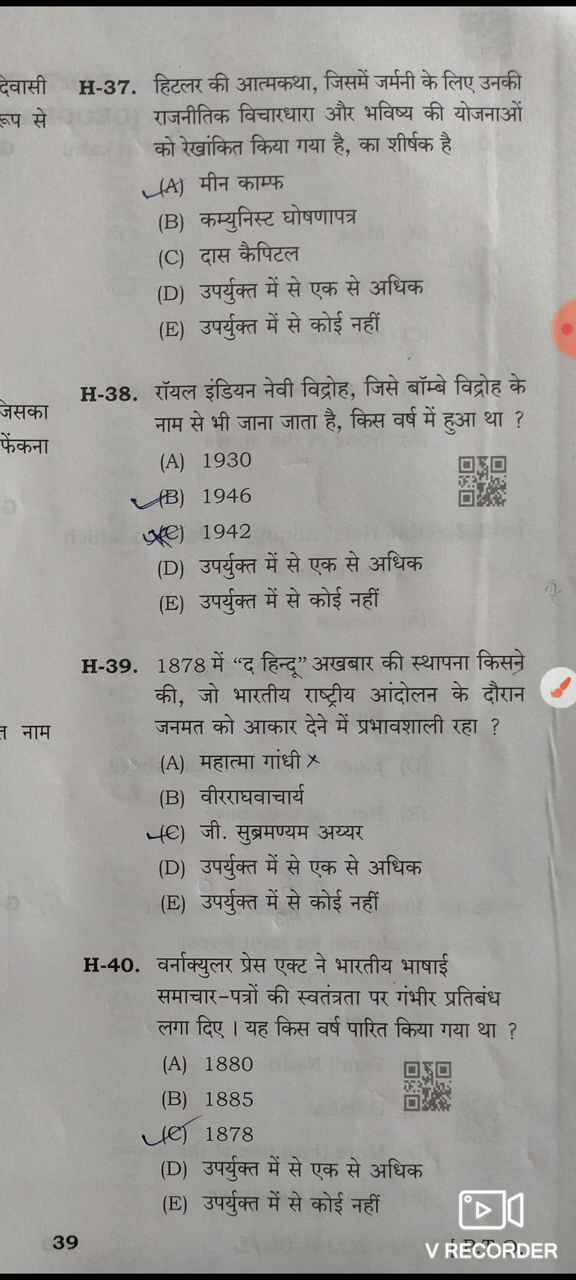 देवासी
रूप से
H-37. हिटलर की आत्मकथा, जिसमें जर्मनी के लिए उनकी
राजनीतिक विचारधारा और भविष्य की योजनाओं
को रेखांकित किया गया है, का शीर्षक है
(A) मीन काम्फ
(B) कम्युनिस्ट घोषणापत्र
(C) दास कैपिटल
(D) उपर्युक्त में से एक से अधिक
(E) उपर्युक्त में से कोई नहीं
जिसका
फेंकना
H-38. रॉयल इंडियन नेवी विद्रोह, जिसे बॉम्बे विद्रोह के
नाम से भी जाना जाता है, किस वर्ष में हुआ था ?
(A) 1930
(B) 1946
(C) 1942
(D) उपर्युक्त में से एक से अधिक
(E) उपर्युक्त में से कोई नहीं
नाम
H-39. 1878 में “द हिन्दू” अखबार की स्थापना किसने
की, जो भारतीय राष्ट्रीय आंदोलन के दौरान
जनमत को आकार देने में प्रभावशाली रहा ?
(A) महात्मा गांधी
(B) वीरराघवाचार्य
(C) जी. सुब्रमण्यम अय्यर
(D) उपर्युक्त में से एक से अधिक
(E) उपर्युक्त में से कोई नहीं
H-40. वर्नाक्युलर प्रेस एक्ट ने भारतीय भाषाई
समाचार-पत्रों की स्वतंत्रता पर गंभीर प्रतिबंध
लगा दिए । यह किस वर्ष पारित किया गया था ?
(A) 1880
(B) 1885
(C) 1878
(D) उपर्युक्त में से एक से अधिक
(E) उपर्युक्त में से कोई नहीं
39
V RECORDER